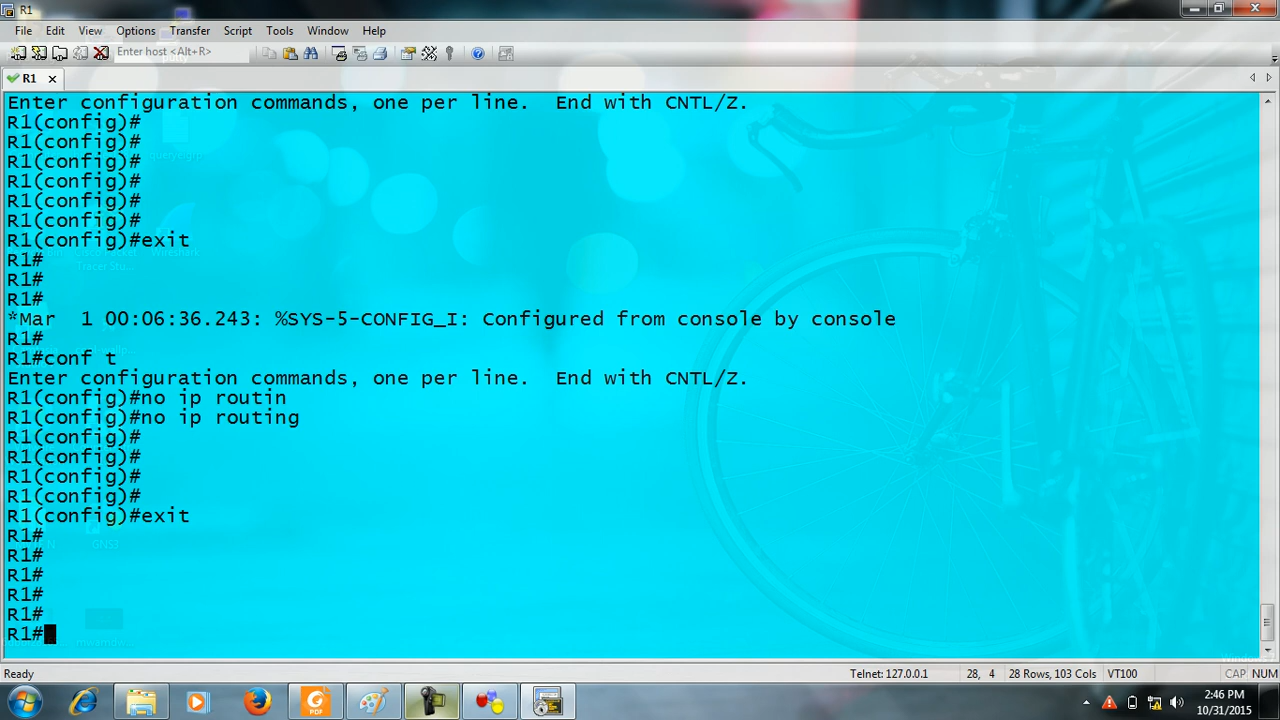 R1
File Edit View Options Transfer Script Tools Window Help
Enter host <Alt+R>
R1
Enter configuration commands, one per line.  End with CNTL/Z.
R1(config)#
R1(config)#
R1(config)#
R1(config)#
R1(config)#
R1(config)#
R1(config)#exit
R1#
R1#
R1#
*Mar  1 00:06:36.243: %SYS-5-CONFIG_I: Configured from console by console
R1#
R1#conf t
Enter configuration commands, one per line.  End with CNTL/Z.
R1(config)#no ip routin
R1(config)#no ip routing
R1(config)#
R1(config)#
R1(config)#
R1(config)#
R1(config)#exit
R1#
R1#
GNS3
R1#
R1#
R1#
R1#
Ready Telnet: 127.0.0.1 28, 4 28 Rows, 103 Cols VT100 CAP NUM
PDF
2:46 PM
10/31/2015